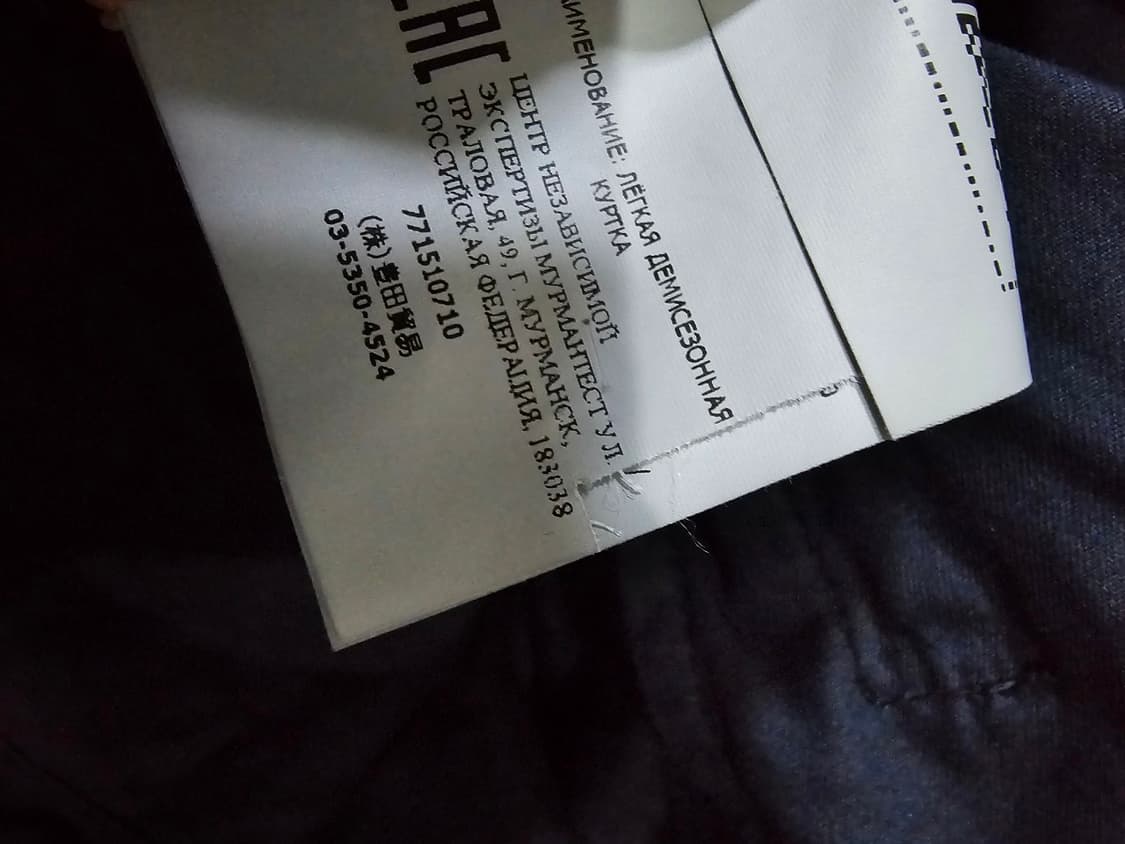 ИМЕНОВАНИЕ: ЛЁГКАЯ ДЕМИСЕЗОННАЯ
КУРТКА
EAC
ЦЕНТР НЕЗАВИСИМОЙ
ЭКСПЕРТИЗЫ МУРМАНТЕСТ УЛ.
ТРАЛОВАЯ, 49, Г. МУРМАНСК,
РОССИЙСКАЯ ФЕДЕРАЦИЯ, 183038
771510710
(株)豊田貿易
03-5350-4524